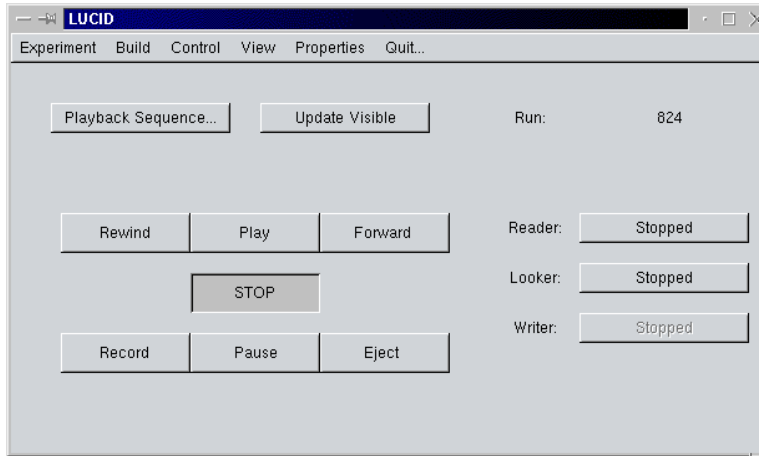 LUCID
Experiment Build Control View Properties Quit...
Playback Sequence... Update Visible Run: 824
Rewind Play Forward Reader: Stopped
STOP Looker: Stopped
Writer: Stopped
Record Pause Eject